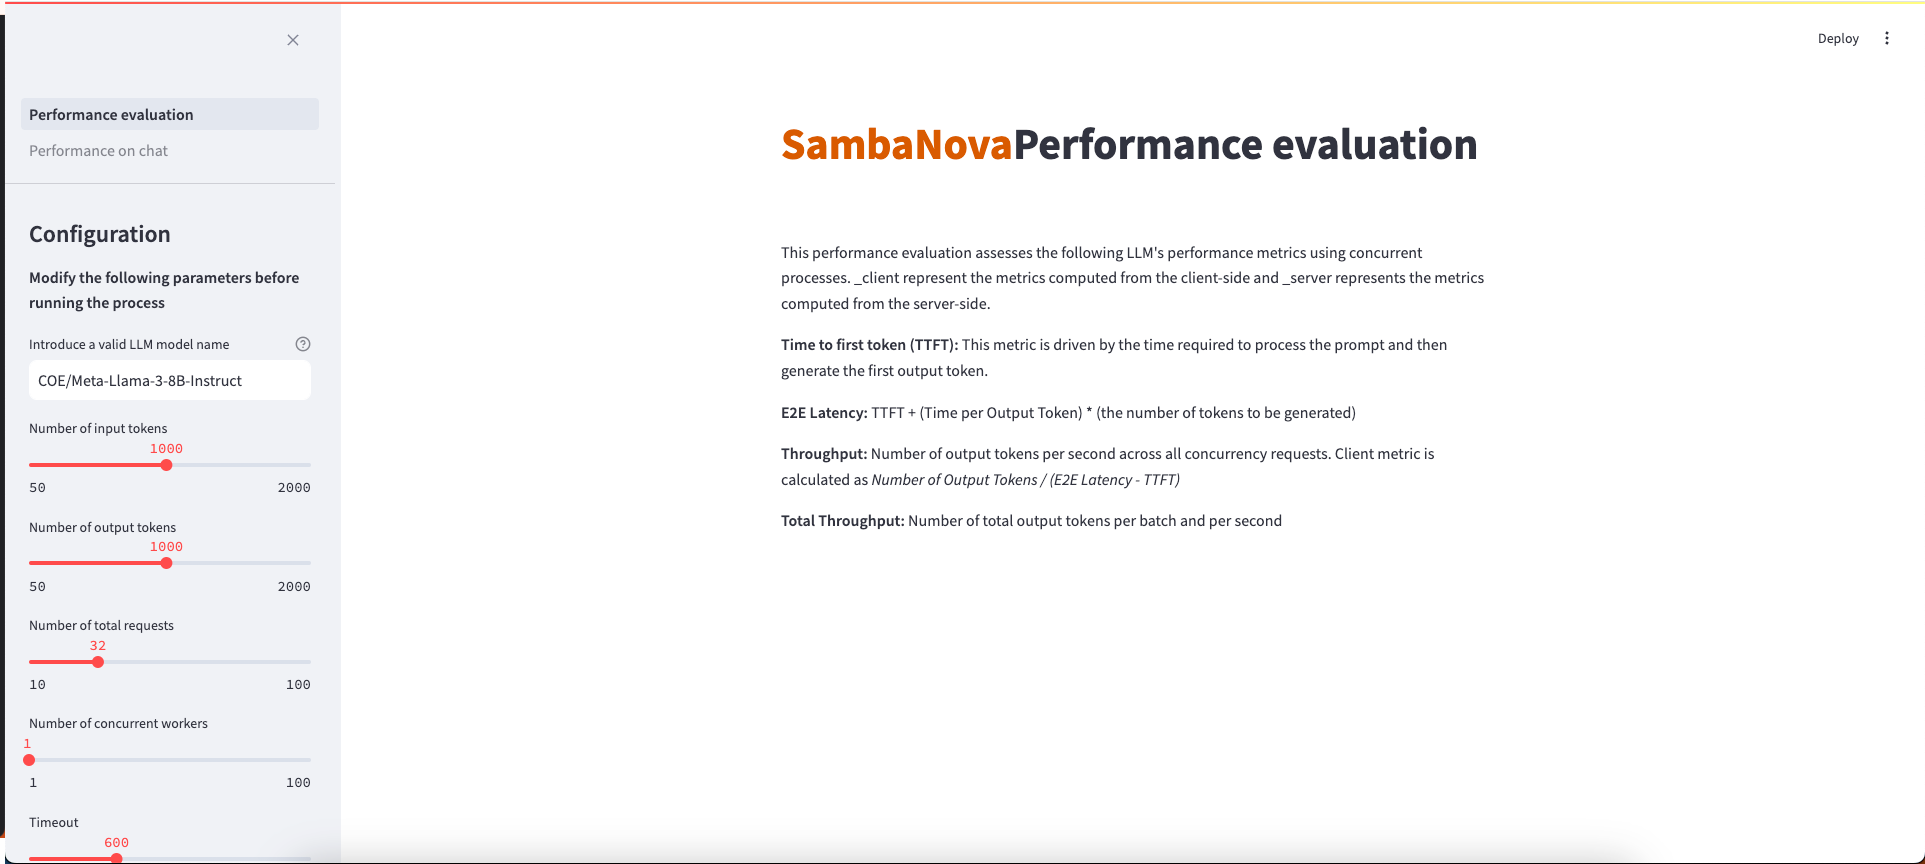 Deploy
Performance evaluation
Performance on chat
Configuration
Modify the following parameters before
running the process
Introduce a valid LLM model name
COE/Meta-Llama-3-8B-Instruct
Number of input tokens
1000
50 2000
Number of output tokens
1000
50 2000
Number of total requests
32
10 100
Number of concurrent workers
1
1 100
Timeout
600
SambaNovaPerformance evaluation
This performance evaluation assesses the following LLM's performance metrics using concurrent
processes. _client represent the metrics computed from the client-side and _server represents the metrics
computed from the server-side.
Time to first token (TTFT): This metric is driven by the time required to process the prompt and then
generate the first output token.
E2E Latency: TTFT + (Time per Output Token) * (the number of tokens to be generated)
Throughput: Number of output tokens per second across all concurrency requests. Client metric is
calculated as Number of Output Tokens / (E2E Latency - TTFT)
Total Throughput: Number of total output tokens per batch and per second